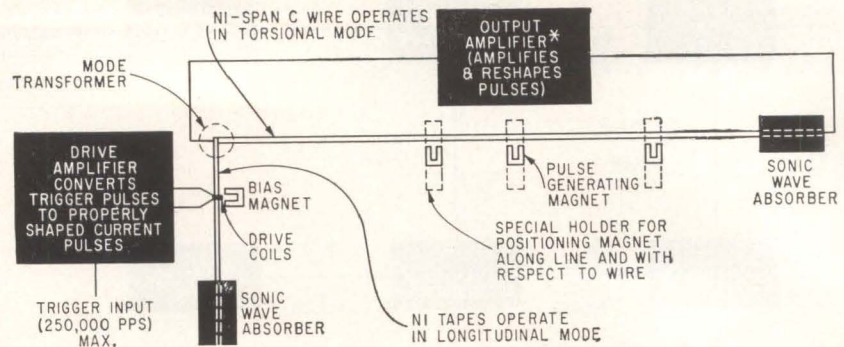 NI-SPAN C WIRE OPERATES
IN TORSIONAL MODE
OUTPUT
AMPLIFIER*
(AMPLIFIES
& RESHAPES
PULSES)
MODE
TRANSFORMER
DRIVE
AMPLIFIER
CONVERTS
TRIGGER PULSES
TO PROPERLY
SHAPED CURRENT
PULSES
BIAS
MAGNET
DRIVE
COILS
PULSE
GENERATING
MAGNET
SONIC
WAVE
ABSORBER
SPECIAL HOLDER FOR
POSITIONING MAGNET
ALONG LINE AND WITH
RESPECT TO WIRE
TRIGGER INPUT
(250,000 PPS)
MAX.
SONIC
WAVE
ABSORBER
NI TAPES OPERATE
IN LONGITUDINAL MODE